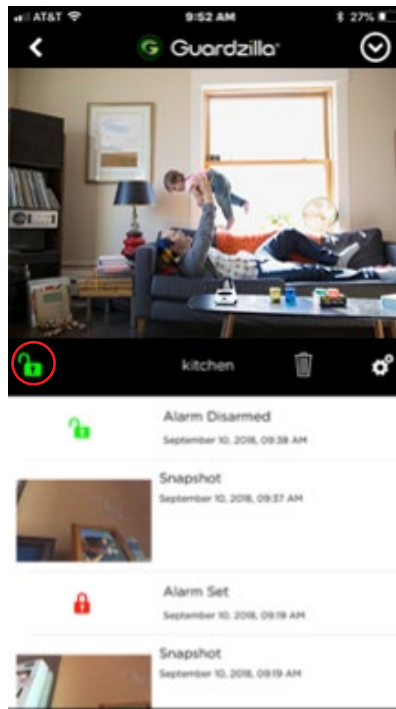 AT&T 9:52 AM 27%
Guardzilla
kitchen
Alarm Disarmed
September 10, 2018, 09:38 AM
Snapshot
September 10, 2018, 09:37 AM
Alarm Set
September 10, 2018, 09:19 AM
Snapshot
September 10, 2018, 09:19 AM